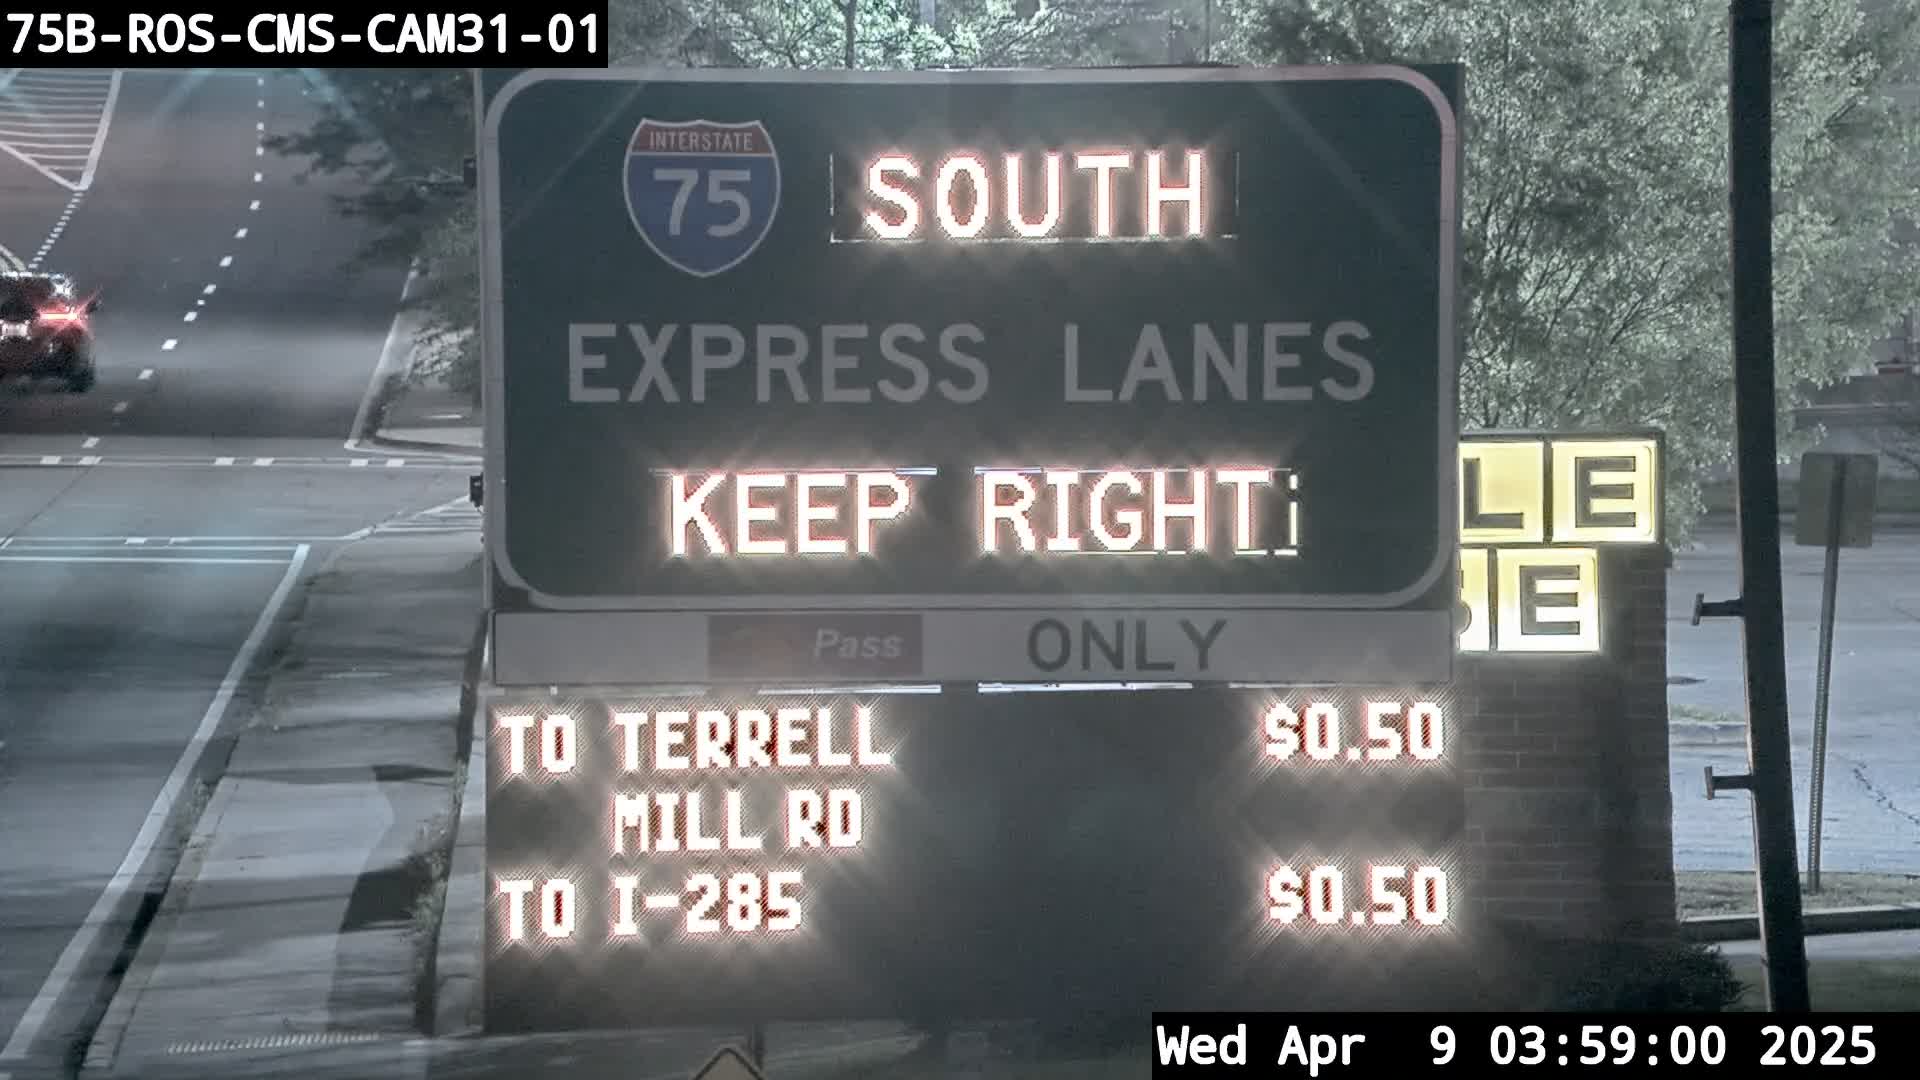 75B-ROS-CMS-CAM31-01
INTERSTATE
75
SOUTH
EXPRESS LANES
KEEP RIGHT
Pass ONLY
TO TERRELL $0.50
MILL RD
TO I-285 $0.50
LE
E
Wed Apr 9 03:59:00 2025